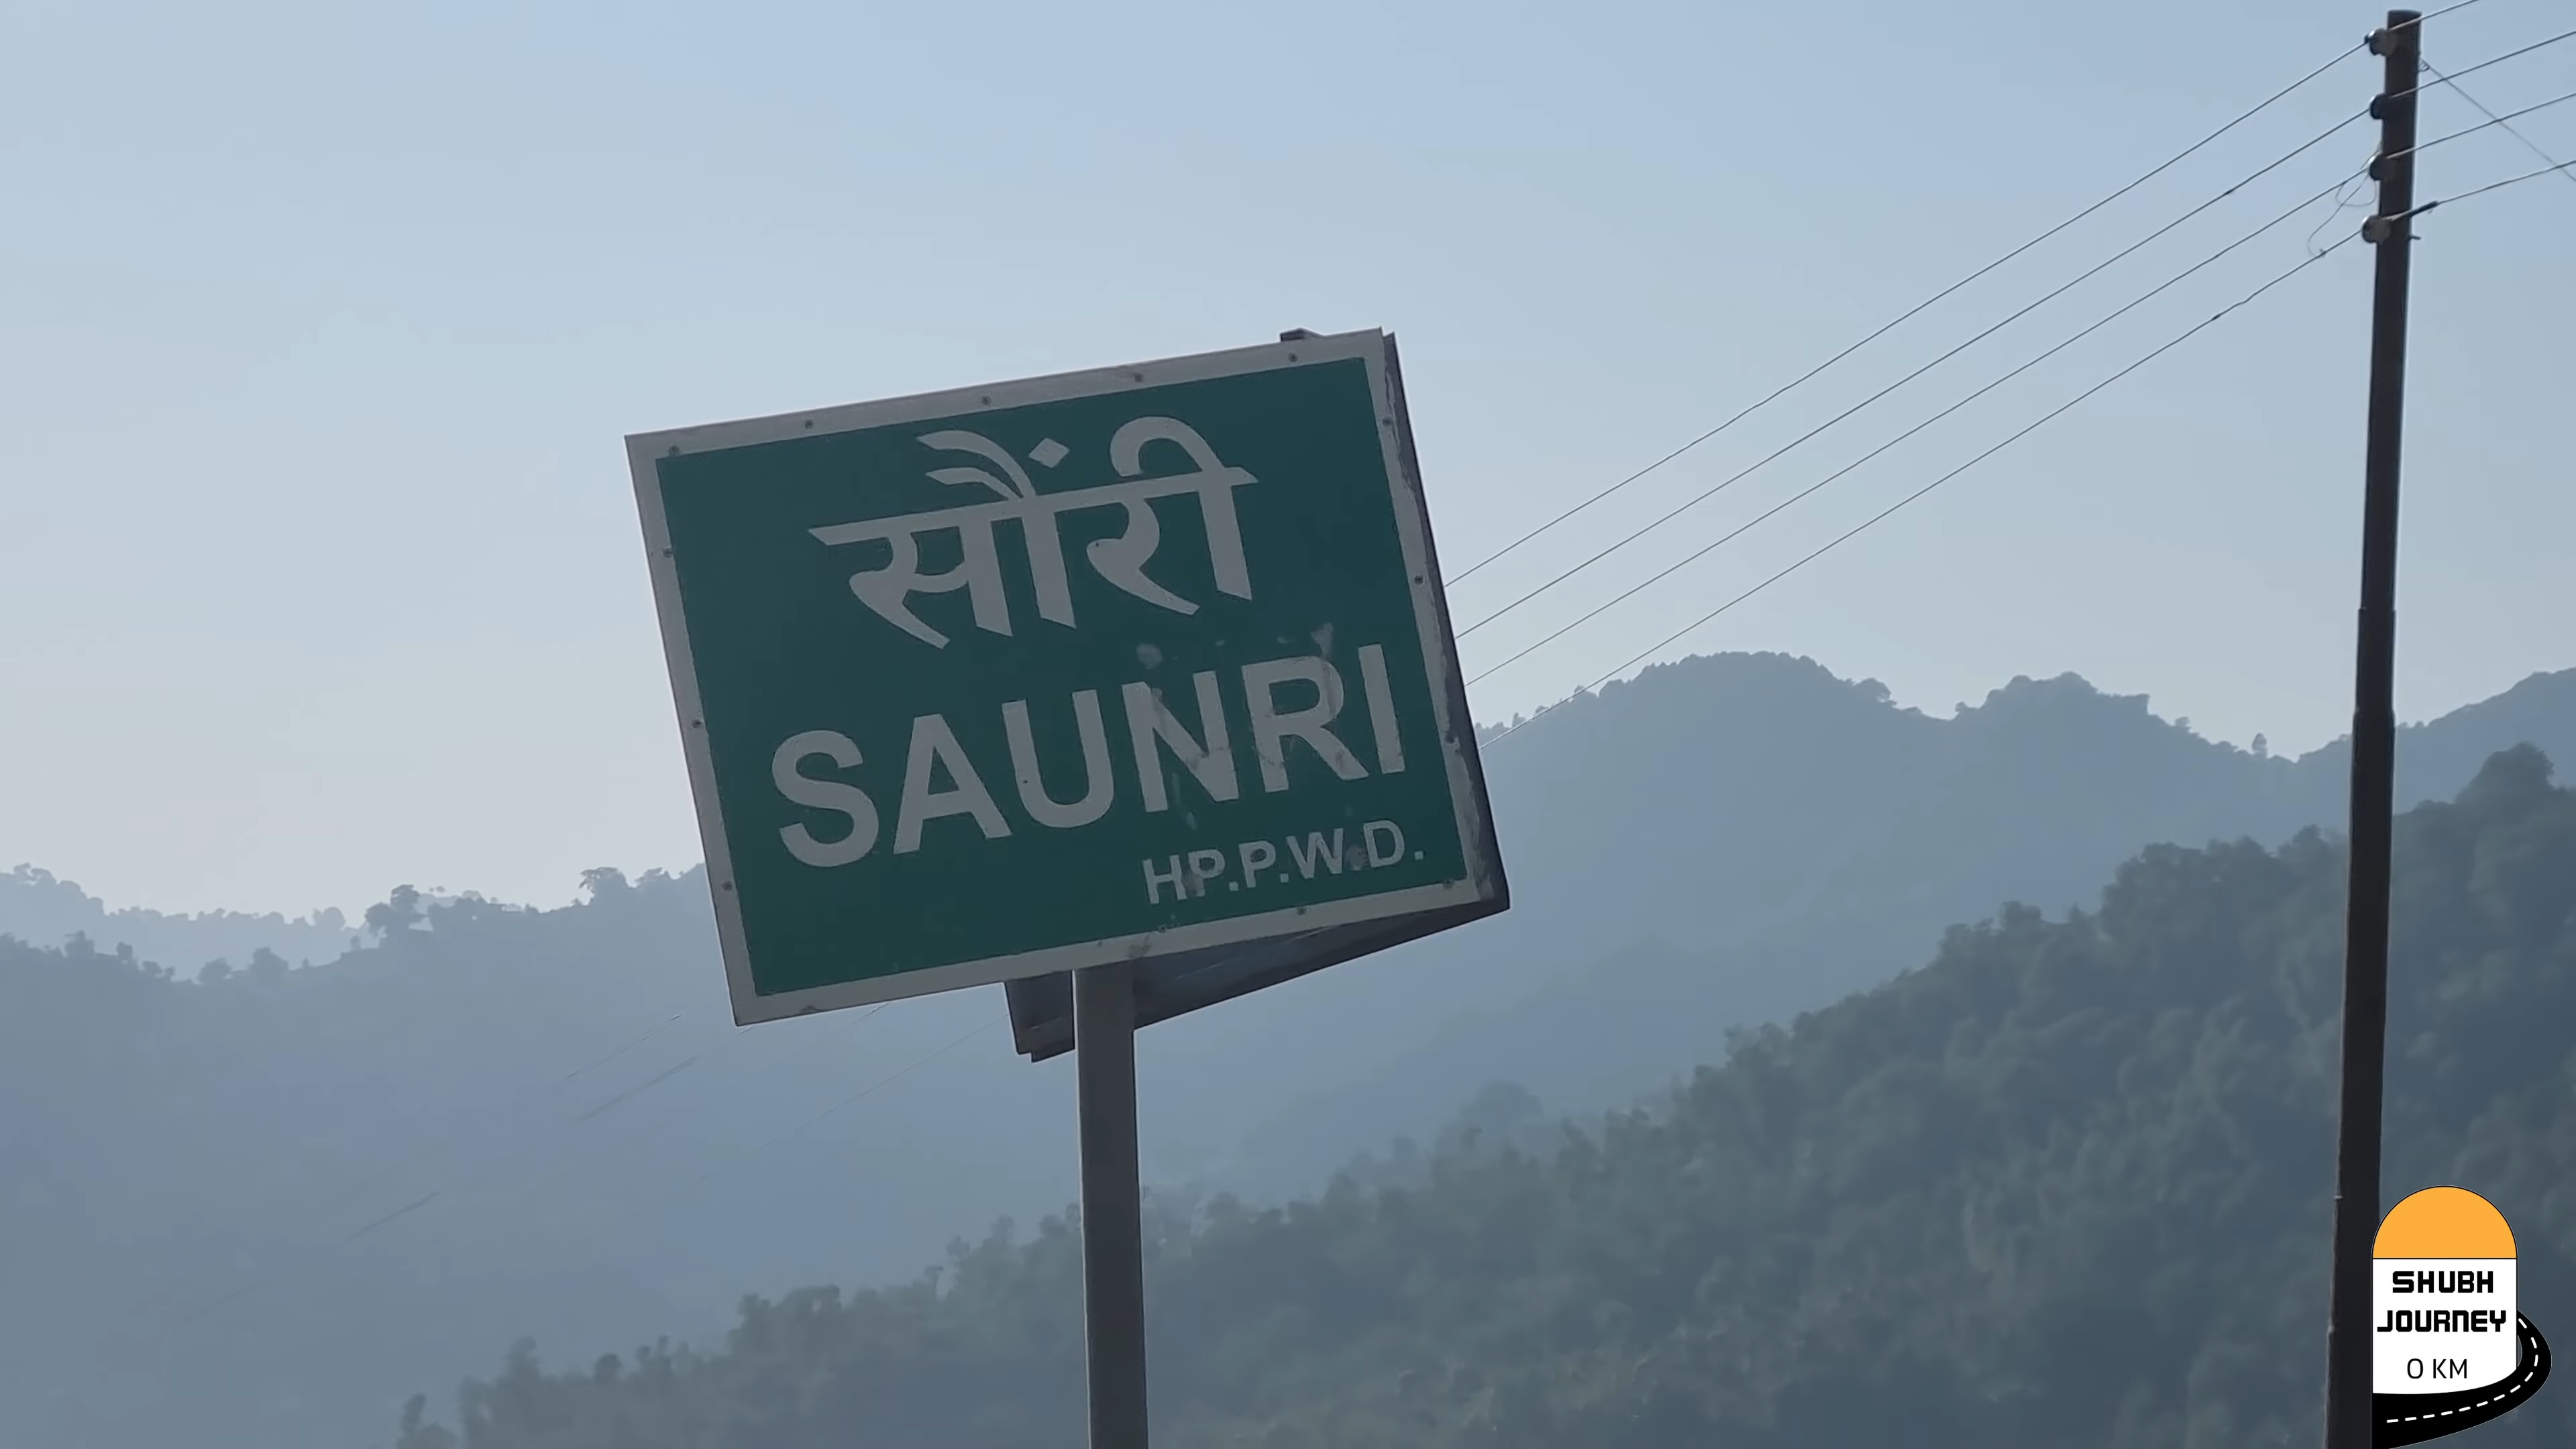 सौंरी
SAUNRI
HP.P.W.D.
SHUBH
JOURNEY
0 KM